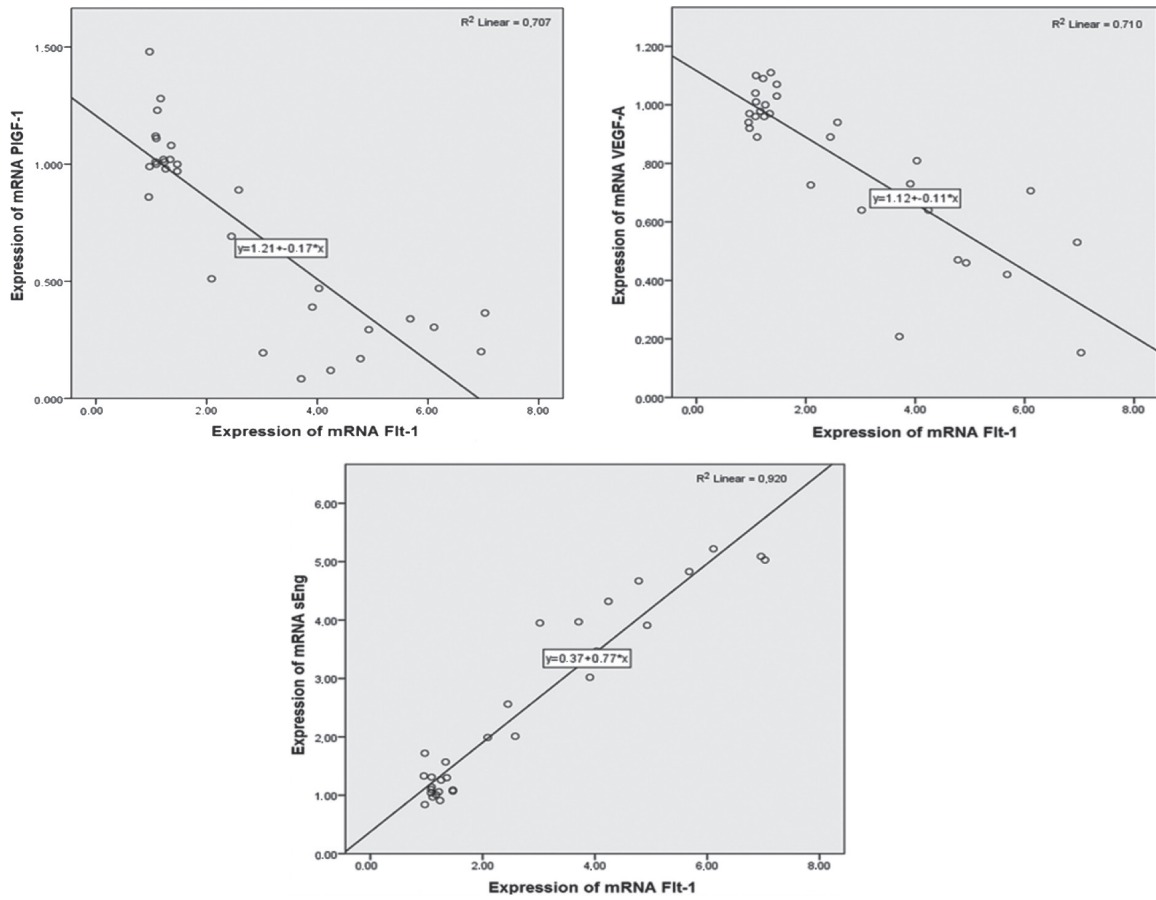 R² Linear = 0,707
1.500
1.000
0.500
0.000
Expression of mRNA PlGF-1
y=1.21+-0.17*x
0.00 2.00 4,00 6.00 8,00
Expression of mRNA Flt-1
R² Linear = 0,710
1.200
1,000
,800
0.600
0.400
0.200
0.000
Expression of mRNA VEGF-A
y=1.12+-0.11*x
0.00 2.00 4.00 6.00 8.00
Expression of mRNA Flt-1
R² Linear = 0,920
6,00
5,00
4,00
3,00
2,00
1.00
0.00
Expression of mRNA sEng
y=0.37+0.77*x
0.00 2.00 4.00 6.00 8.00
Expression of mRNA Flt-1